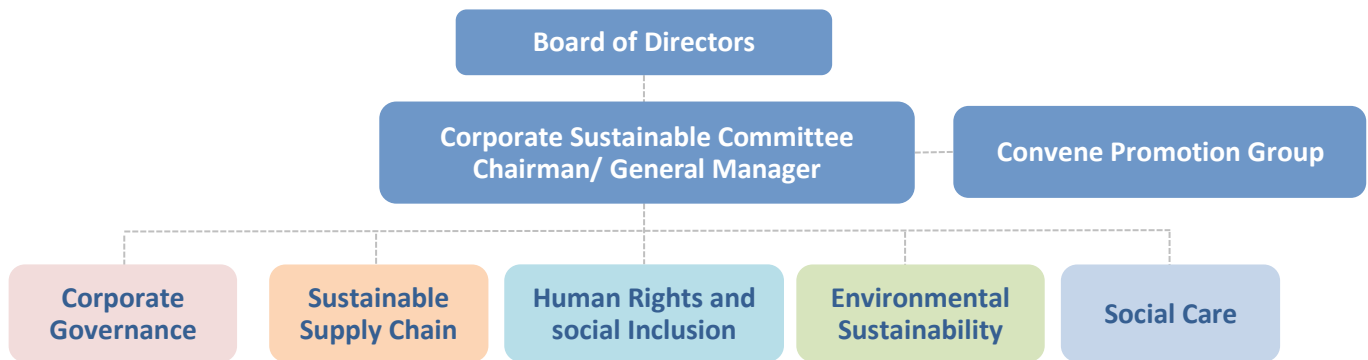 Board of Directors
Corporate Sustainable Committee
Chairman/ General Manager
Convene Promotion Group
Corporate
Governance
Sustainable
Supply Chain
Human Rights and
social Inclusion
Environmental
Sustainability
Social Care